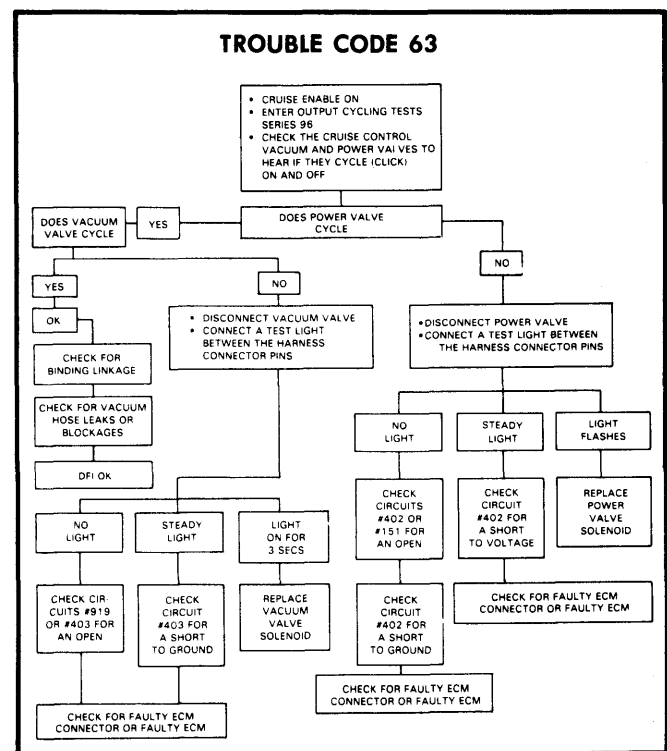 TROUBLE CODE 63
• CRUISE ENABLE ON
• ENTER OUTPUT CYCLING TESTS
SERIES 96
• CHECK THE CRUISE CONTROL
VACUUM AND POWER VALVES TO
HEAR IF THEY CYCLE (CLICK)
ON AND OFF
DOES VACUUM
VALVE CYCLE
YES
DOES POWER VALVE
CYCLE
YES
OK
CHECK FOR
BINDING LINKAGE
CHECK FOR VACUUM
HOSE LEAKS OR
BLOCKAGES
DFI OK
NO
• DISCONNECT VACUUM VALVE
• CONNECT A TEST LIGHT
BETWEEN THE HARNESS
CONNECTOR PINS
NO
• DISCONNECT POWER VALVE
• CONNECT A TEST LIGHT BETWEEN
THE HARNESS CONNECTOR PINS
NO
LIGHT
STEADY
LIGHT
LIGHT
ON FOR
3 SECS
CHECK CIR-
CUITS #919
OR #403 FOR
AN OPEN
CHECK
CIRCUIT
#403 FOR
A SHORT
TO GROUND
REPLACE
VACUUM
VALVE
SOLENOID
CHECK FOR FAULTY ECM
CONNECTOR OR FAULTY ECM
NO
LIGHT
STEADY
LIGHT
LIGHT
FLASHES
CHECK
CIRCUITS
#402 OR
#151 FOR
AN OPEN
CHECK
CIRCUIT
#402 FOR
A SHORT
TO VOLTAGE
REPLACE
POWER
VALVE
SOLENOID
CHECK
CIRCUIT
#402 FOR
A SHORT
TO GROUND
CHECK FOR FAULTY ECM
CONNECTOR OR FAULTY ECM
CHECK FOR FAULTY ECM
CONNECTOR OR FAULTY ECM